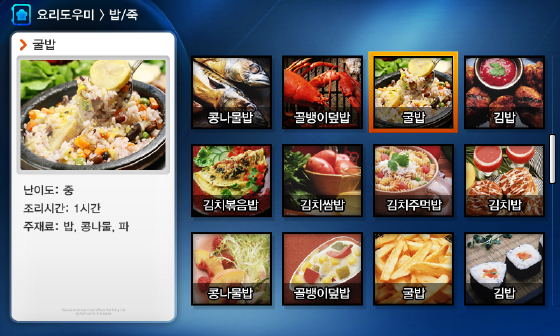 요리도우미 > 밥/죽
굴밥
난이도: 중
조리시간: 1시간
주재료: 밥, 콩나물, 파
콩나물밥
골뱅이덮밥
굴밥
김밥
김치볶음밥
김치쌈밥
김치주먹밥
김치밥
콩나물밥
골뱅이덮밥
굴밥
김밥